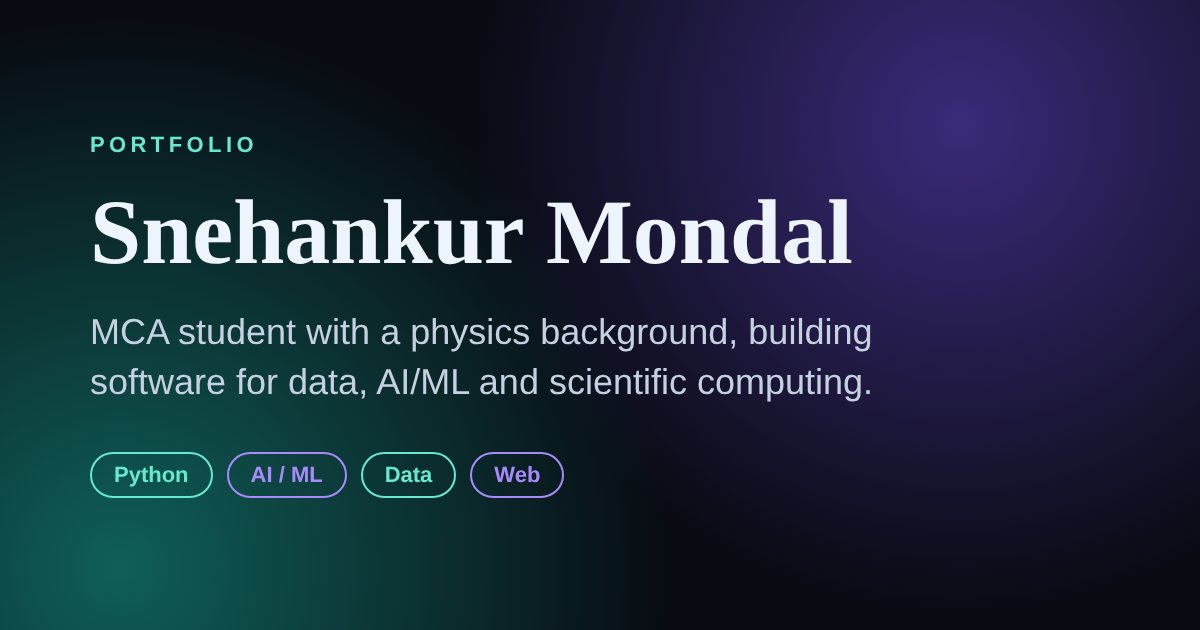 PORTFOLIO
Snehankur Mondal
MCA student with a physics background, building
software for data, AI/ML and scientific computing.
Python AI / ML Data Web